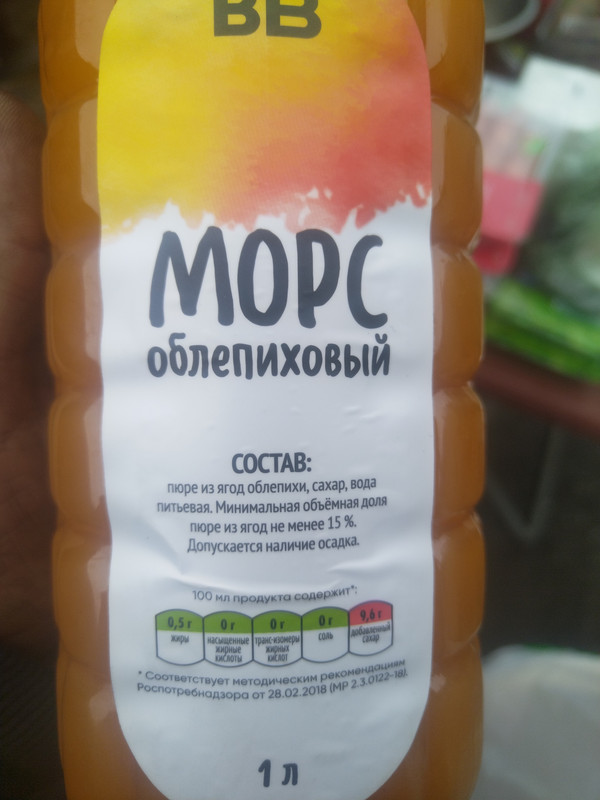 ВВ
МОРС
облепиховый
СОСТАВ:
пюре из ягод облепихи, сахар, вода
питьевая. Минимальная объёмная доля
пюре из ягод не менее 15 %.
Допускается наличие осадка.
100 мл продукта содержит*:
0,5 г 0 г 0 г 0 г 9,6 г
жиры насыщенные жирные кислоты транс-изомеры жирных кислот соль добавленный сахар
* Соответствует методическим рекомендациям
Роспотребнадзора от 28.02.2018 (МР 2.3.0122-18).
1 л